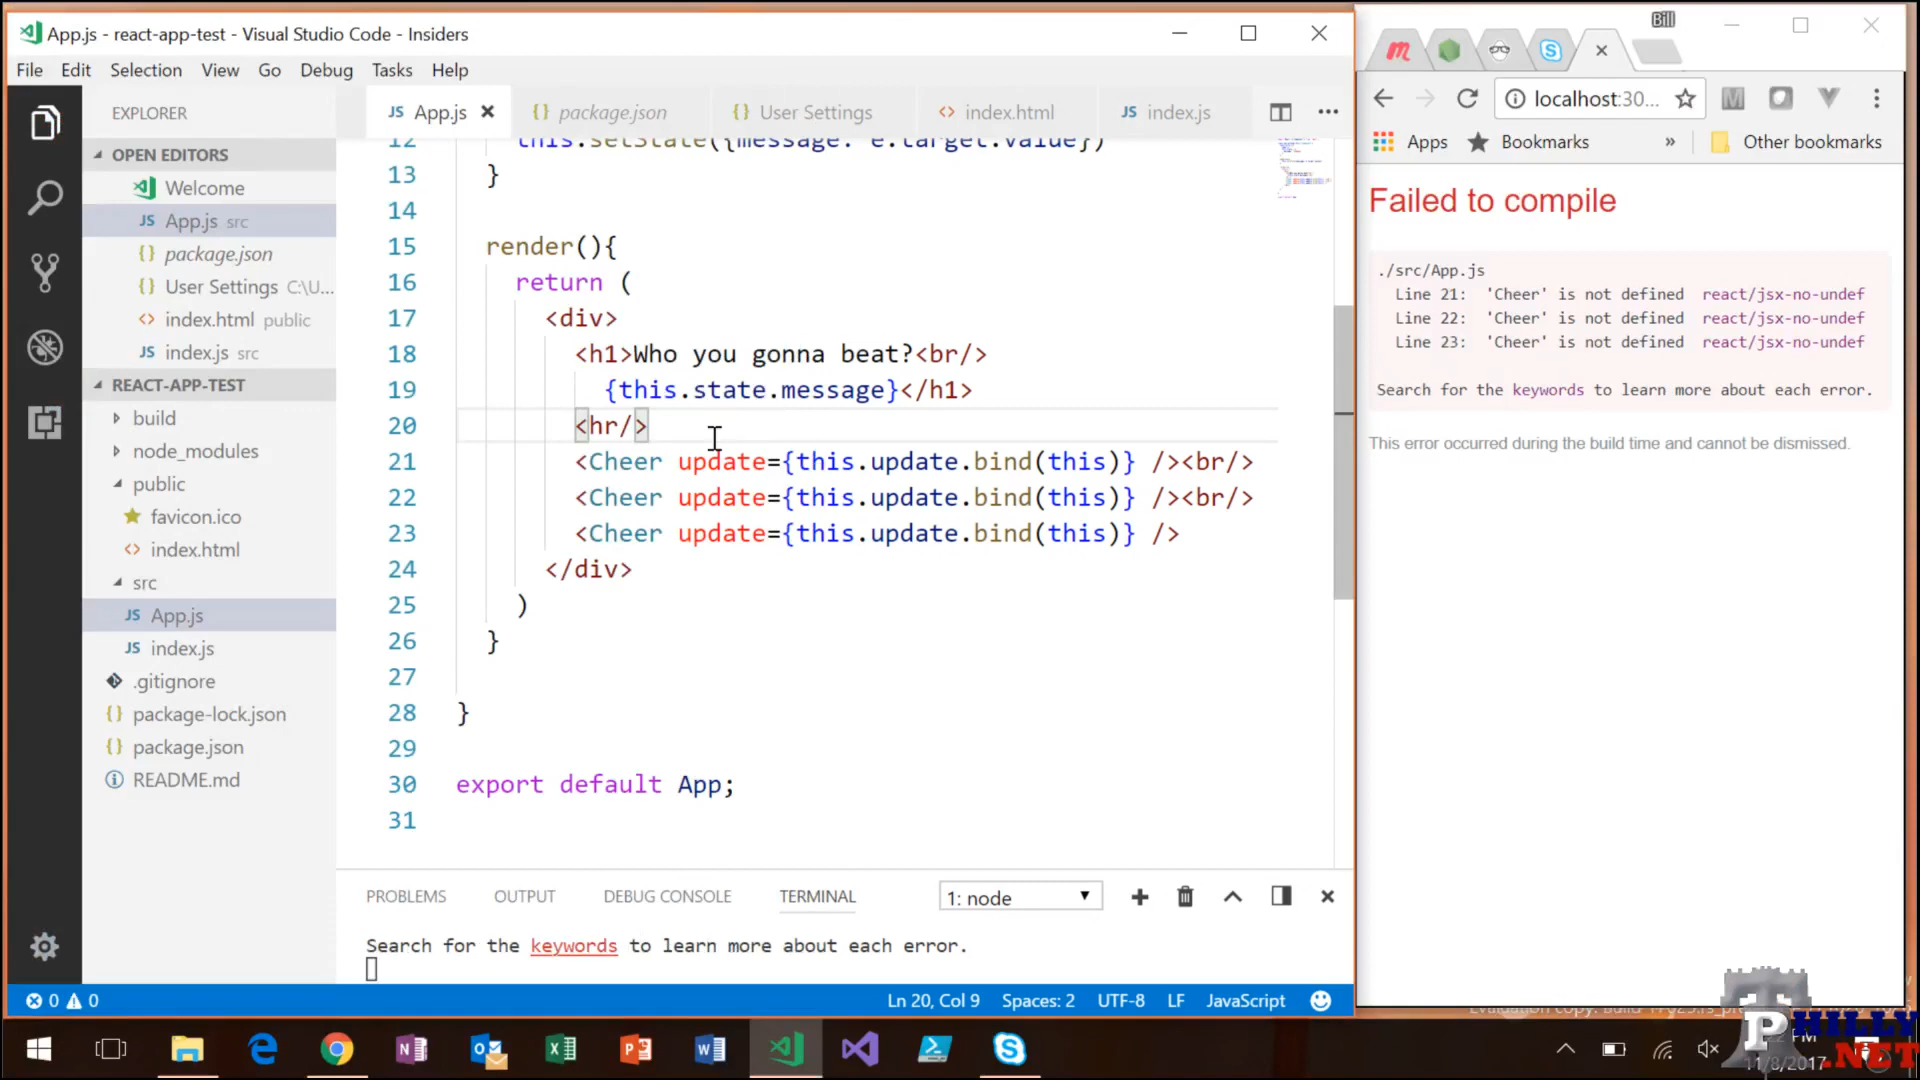 App.js - react-app-test - Visual Studio Code - Insiders
File Edit Selection View Go Debug Tasks Help
EXPLORER
OPEN EDITORS
Welcome
App.js src
package.json
User Settings C:\U...
index.html public
index.js src
REACT-APP-TEST
build
node_modules
public
favicon.ico
index.html
src
App.js
index.js
.gitignore
package-lock.json
package.json
README.md
App.js package.json User Settings index.html index.js
12 this.setState({message: e.target.value})
13 }
14
15 render(){
16 return (
17 <div>
18 <h1>Who you gonna beat?<br/>
19 {this.state.message}</h1>
20 <hr/>
21 <Cheer update={this.update.bind(this)} /><br/>
22 <Cheer update={this.update.bind(this)} /><br/>
23 <Cheer update={this.update.bind(this)} />
24 </div>
25 )
26 }
27
28 }
29
30 export default App;
31
PROBLEMS OUTPUT DEBUG CONSOLE TERMINAL 1: node
Search for the keywords to learn more about each error.
0 0 Ln 20, Col 9 Spaces: 2 UTF-8 LF JavaScript
Bill
localhost:30...
Apps Bookmarks » Other bookmarks
Failed to compile
./src/App.js
Line 21: 'Cheer' is not defined react/jsx-no-undef
Line 22: 'Cheer' is not defined react/jsx-no-undef
Line 23: 'Cheer' is not defined react/jsx-no-undef
Search for the keywords to learn more about each error.
This error occurred during the build time and cannot be dismissed.
PHILLY
.NET
PM
11/8/2017